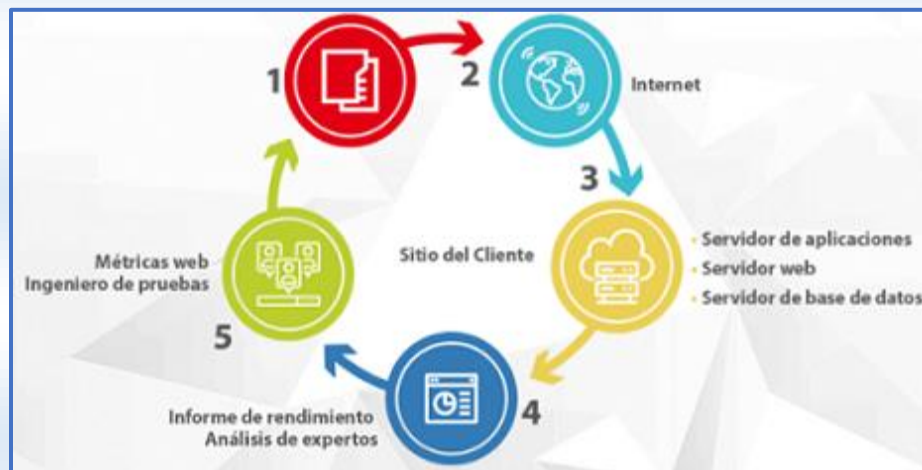 1
2
Internet
3
Sitio del Cliente
• Servidor de aplicaciones
• Servidor web
• Servidor de base de datos
4
Informe de rendimiento
Análisis de expertos
5
Métricas web
Ingeniero de pruebas